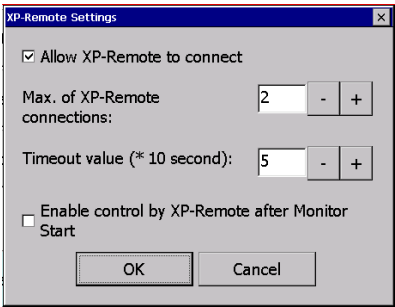 XP-Remote Settings
Allow XP-Remote to connect
Max. of XP-Remote
connections:
2
-
+
Timeout value (* 10 second):
5
-
+
Enable control by XP-Remote after Monitor
Start
OK
Cancel